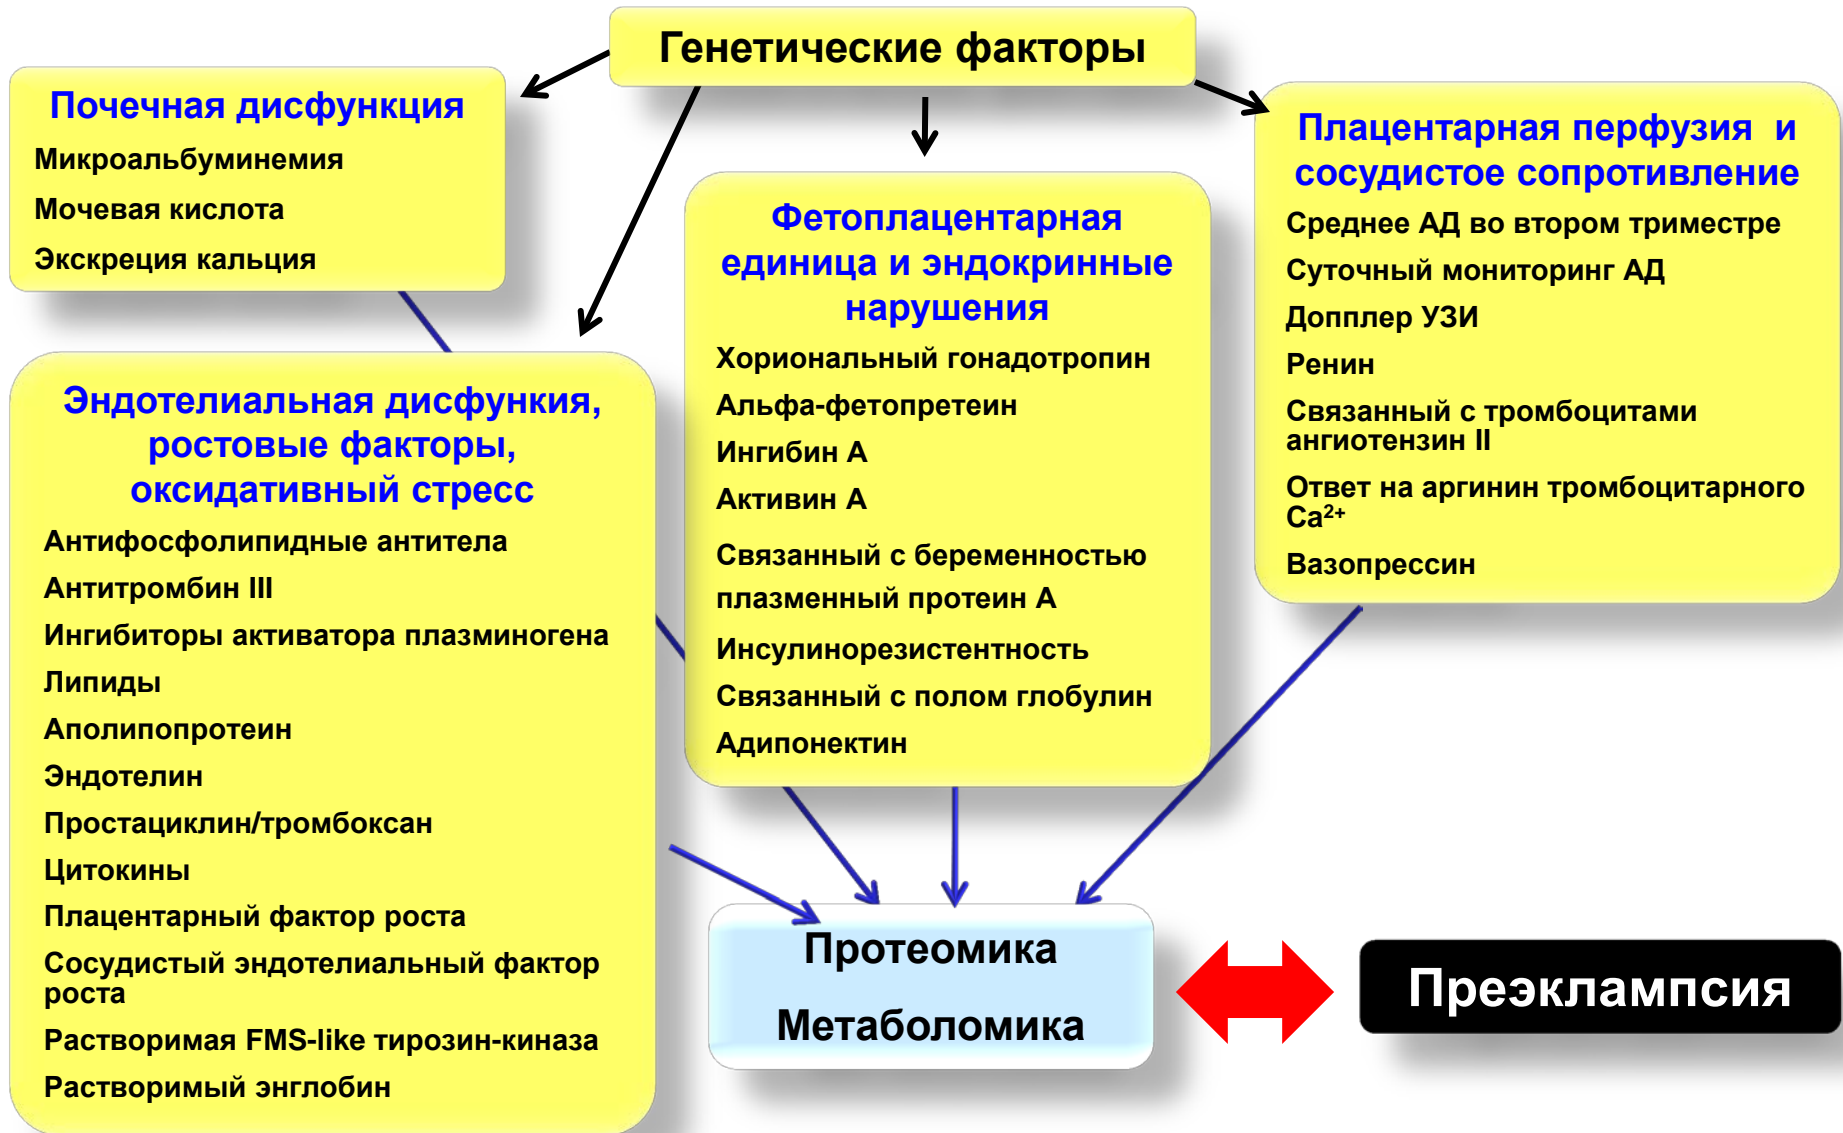 Генетические факторы
Почечная дисфункция
Микроальбуминемия
Мочевая кислота
Экскреция кальция
Эндотелиальная дисфункия,
ростовые факторы,
оксидативный стресс
Антифосфолипидные антитела
Антитромбин III
Ингибиторы активатора плазминогена
Липиды
Аполипопротеин
Эндотелин
Простациклин/тромбоксан
Цитокины
Плацентарный фактор роста
Сосудистый эндотелиальный фактор
роста
Растворимая FMS-like тирозин-киназа
Растворимый энглобин
Фетоплацентарная
единица и эндокринные
нарушения
Хориональный гонадотропин
Альфа-фетопретеин
Ингибин А
Активин А
Связанный с беременностью
плазменный протеин А
Инсулинорезистентность
Связанный с полом глобулин
Адипонектин
Плацентарная перфузия и
сосудистое сопротивление
Среднее АД во втором триместре
Суточный мониторинг АД
Допплер УЗИ
Ренин
Связанный с тромбоцитами
ангиотензин II
Ответ на аргинин тромбоцитарного
Ca²⁺
Вазопрессин
Протеомика
Метаболомика
Преэклампсия